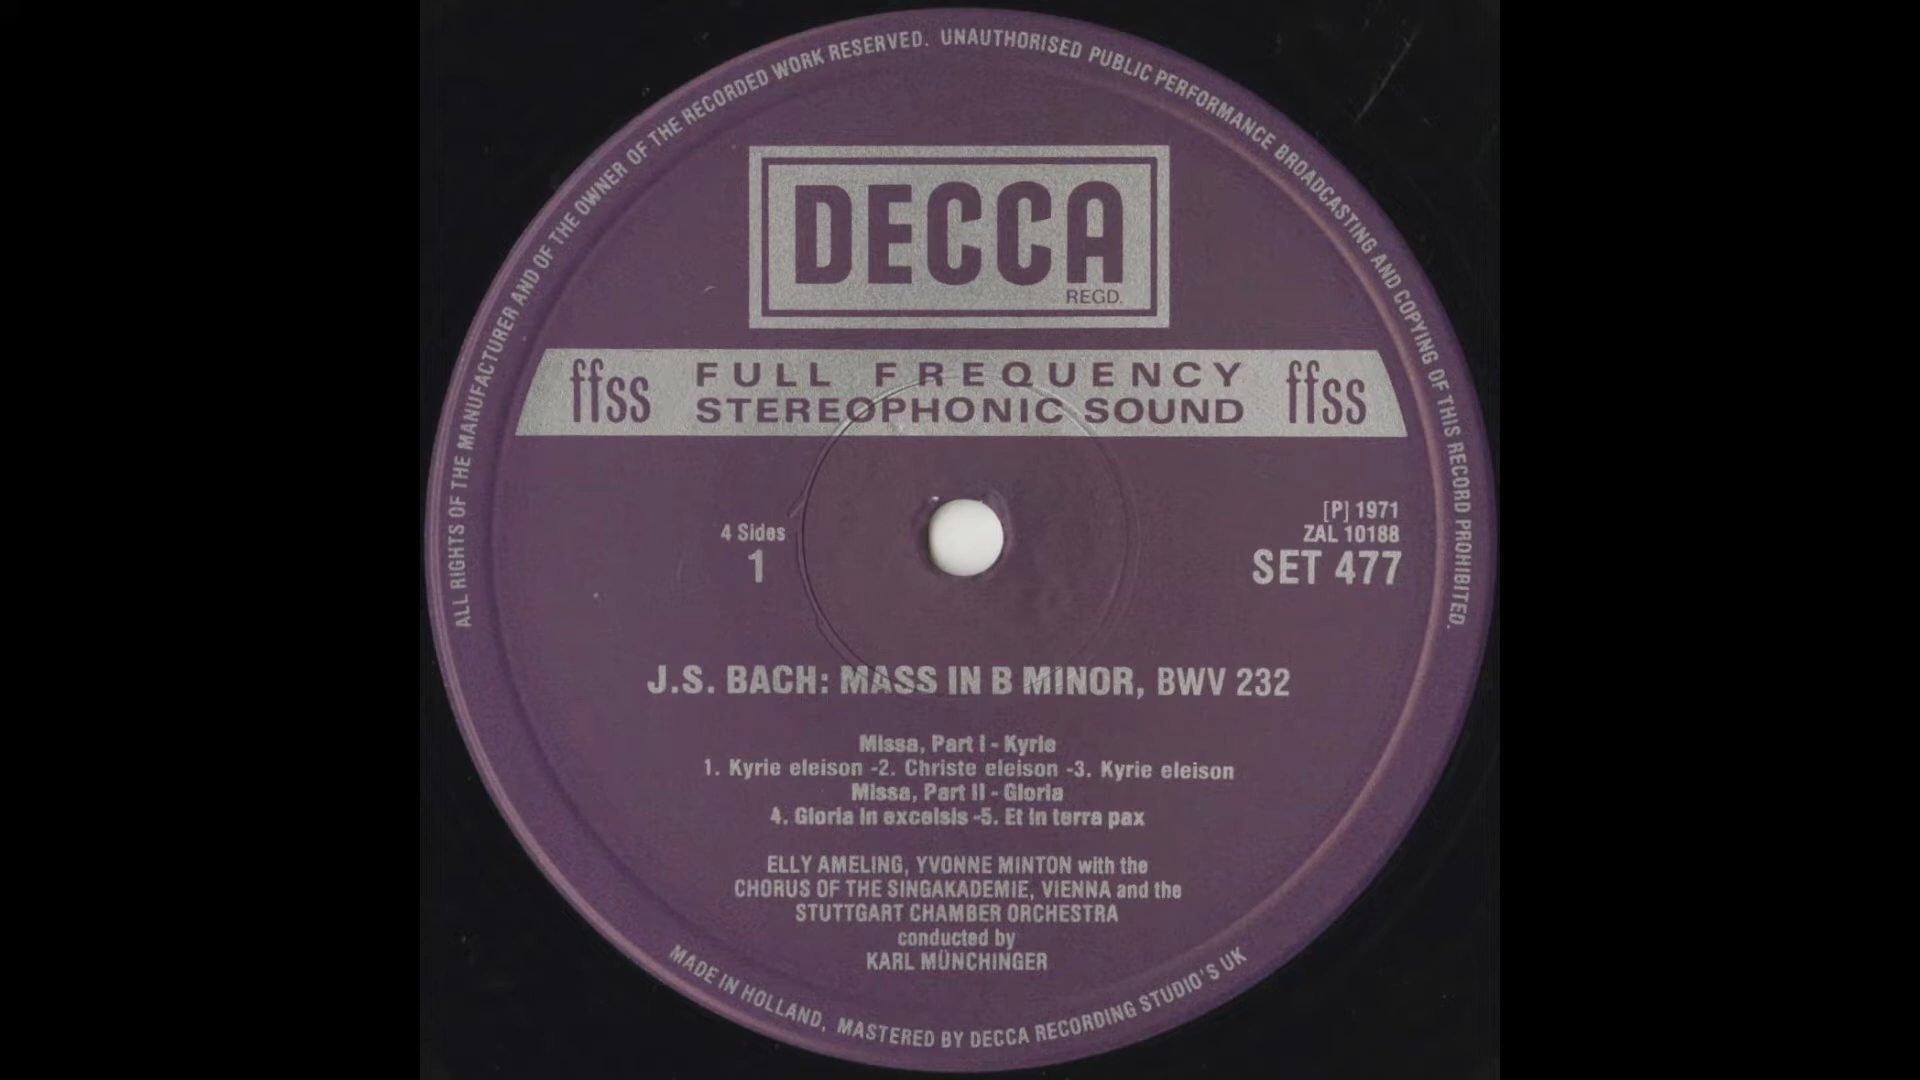 ALL RIGHTS OF THE MANUFACTURER AND OF THE OWNER OF THE RECORDED WORK RESERVED. UNAUTHORISED PUBLIC PERFORMANCE BROADCASTING AND COPYING OF THIS RECORD PROHIBITED.
DECCA
REGD.
ffss FULL FREQUENCY ffss
STEREOPHONIC SOUND
4 Sides
1
[P] 1971
ZAL 10188
SET 477
J.S. BACH: MASS IN B MINOR, BWV 232
Missa, Part I - Kyrie
1. Kyrie eleison -2. Christe eleison -3. Kyrie eleison
Missa, Part II - Gloria
4. Gloria in excelsis -5. Et in terra pax
ELLY AMELING, YVONNE MINTON with the
CHORUS OF THE SINGAKADEMIE, VIENNA and the
STUTTGART CHAMBER ORCHESTRA
conducted by
KARL MÜNCHINGER
MADE IN HOLLAND, MASTERED BY DECCA RECORDING STUDIO'S UK